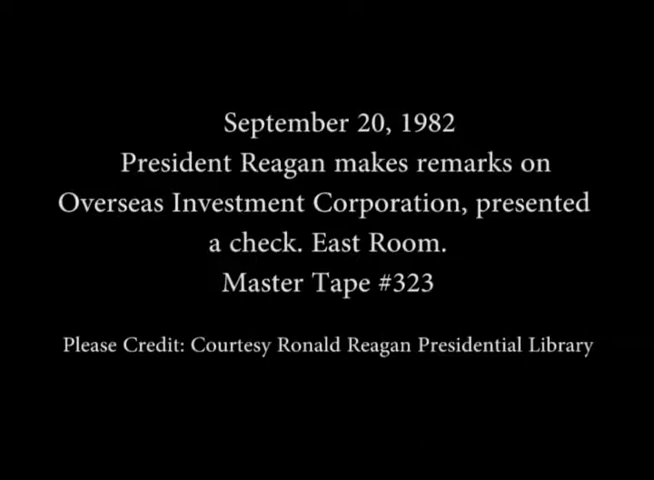 September 20, 1982
President Reagan makes remarks on
Overseas Investment Corporation, presented
a check. East Room.
Master Tape #323
Please Credit: Courtesy Ronald Reagan Presidential Library